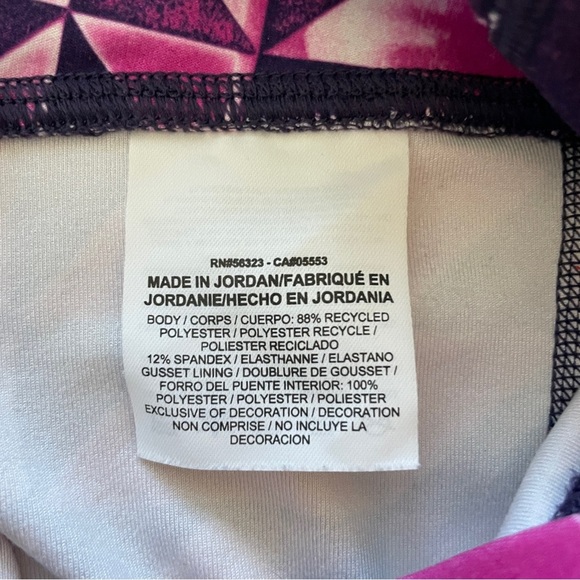 RN#56323 - CA#05553
MADE IN JORDAN/FABRIQUÉ EN
JORDANIE/HECHO EN JORDANIA
BODY / CORPS / CUERPO: 88% RECYCLED
POLYESTER / POLYESTER RECYCLE /
POLIESTER RECICLADO
12% SPANDEX / ELASTHANNE / ELASTANO
GUSSET LINING / DOUBLURE DE GOUSSET /
FORRO DEL PUENTE INTERIOR: 100%
POLYESTER / POLYESTER / POLIESTER
EXCLUSIVE OF DECORATION / DECORATION
NON COMPRISE / NO INCLUYE LA
DECORACION